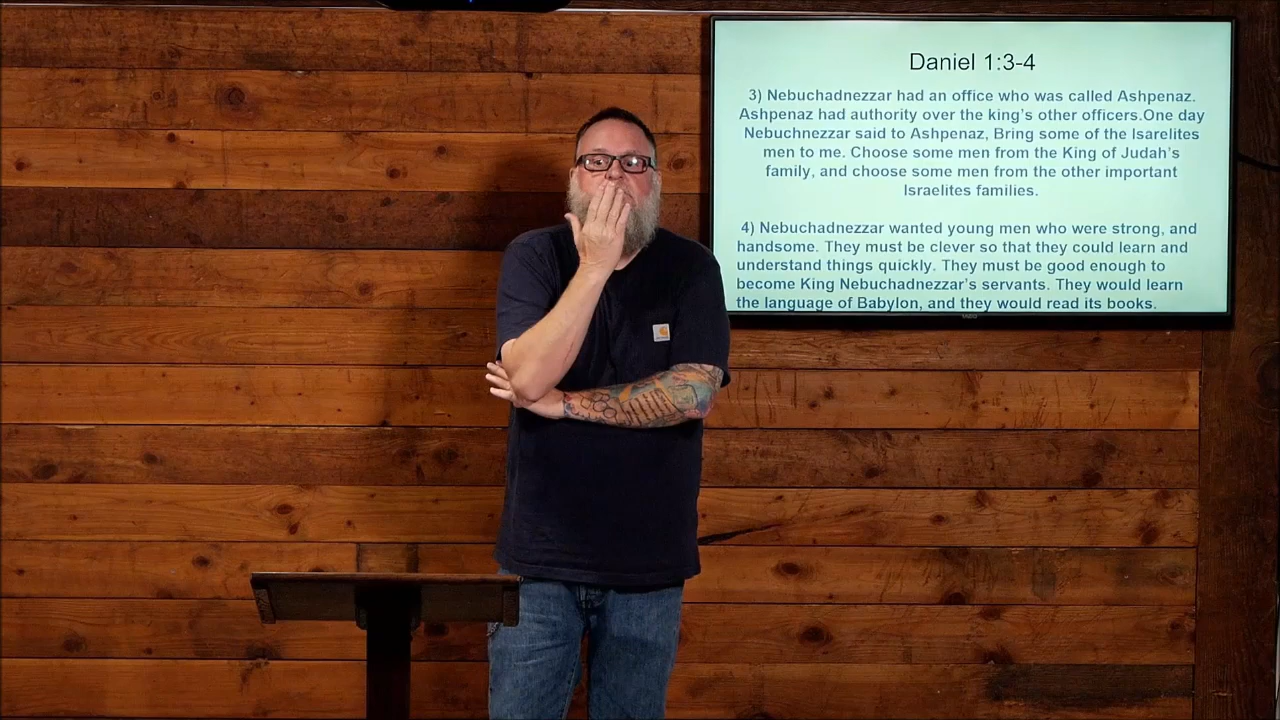 Daniel 1:3-4
3) Nebuchadnezzar had an office who was called Ashpenaz.
Ashpenaz had authority over the king's other officers.One day
Nebuchnezzar said to Ashpenaz, Bring some of the Isarelites
men to me. Choose some men from the King of Judah's
family, and choose some men from the other important
Israelites families.
4) Nebuchadnezzar wanted young men who were strong, and
handsome. They must be clever so that they could learn and
understand things quickly. They must be good enough to
become King Nebuchadnezzar's servants. They would learn
the language of Babylon, and they would read its books.